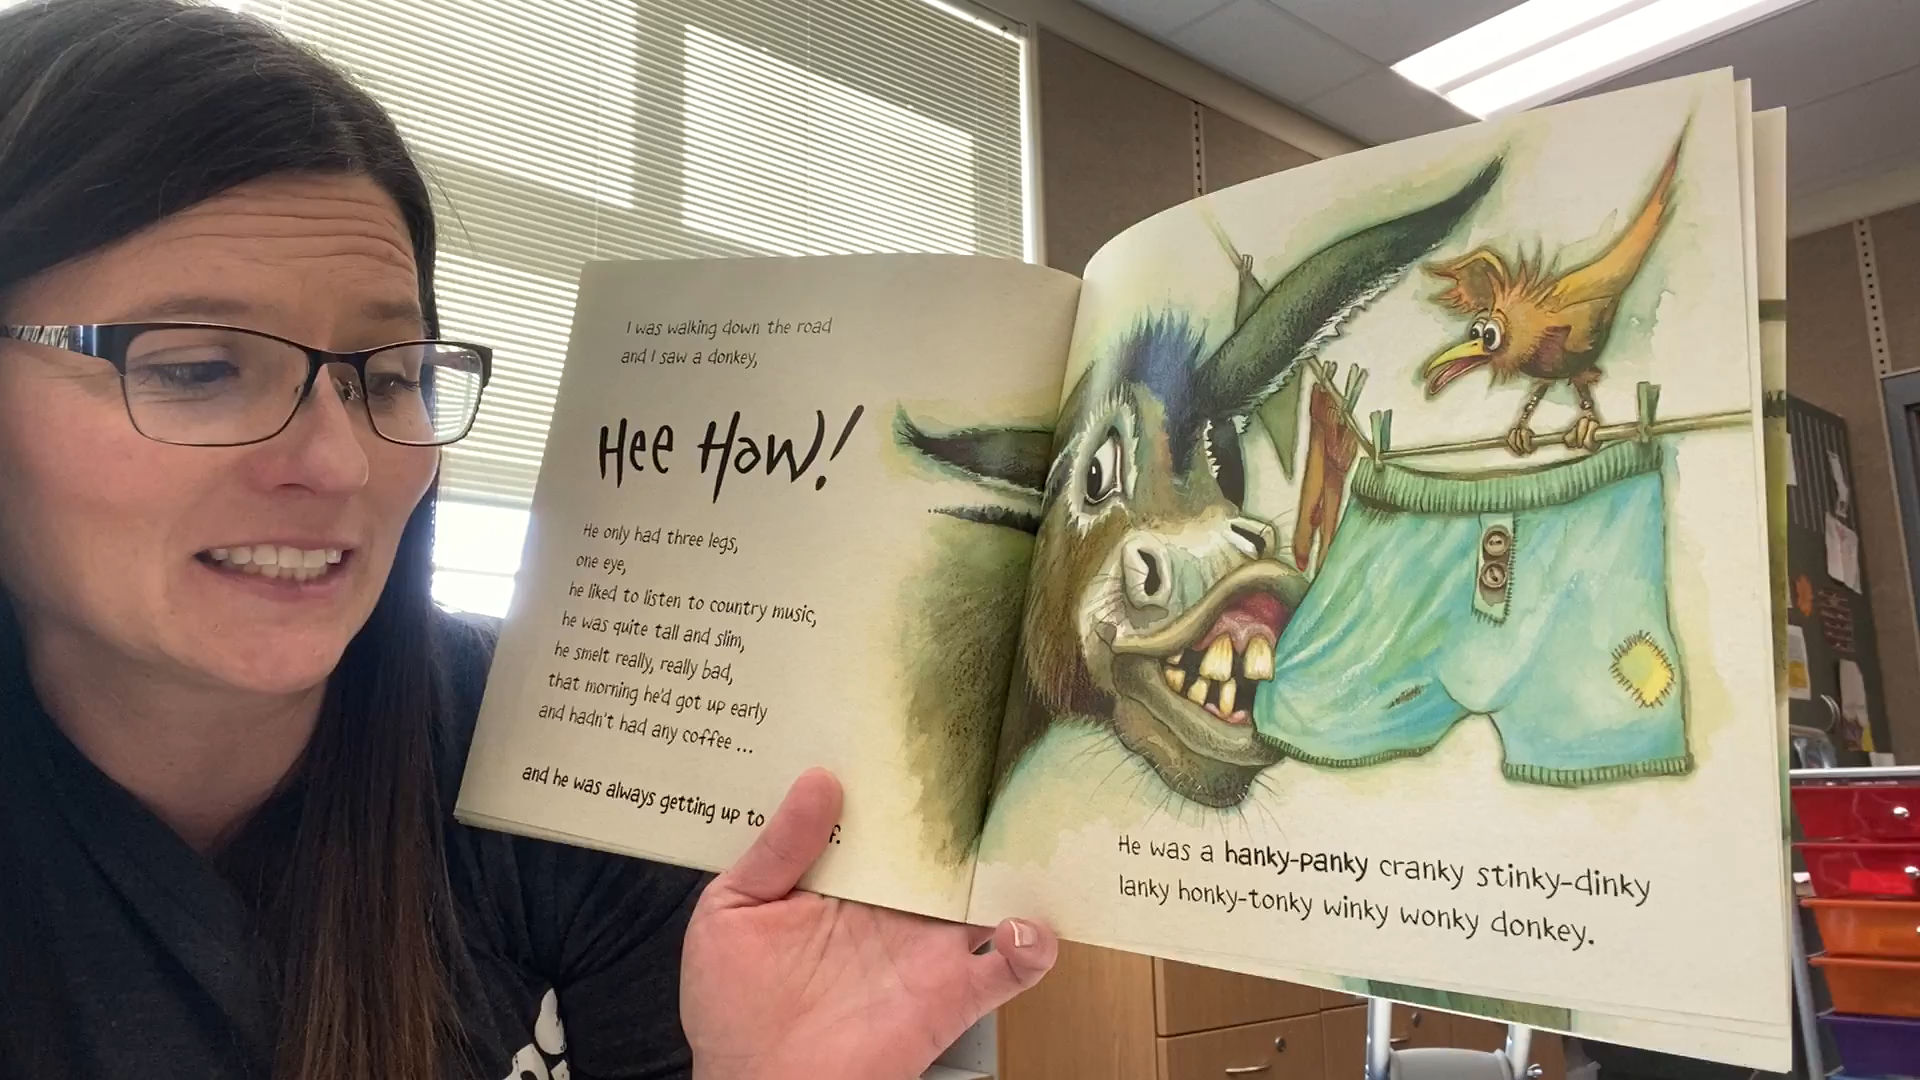 I was walking down the road
and I saw a donkey,
Hee Haw!
He only had three legs,
one eye,
he liked to listen to country music,
he was quite tall and slim,
he smelt really, really bad,
that morning he'd got up early
and hadn't had any coffee ...
and he was always getting up to
He was a hanky-panky cranky stinky-dinky
lanky honky-tonky winky wonky donkey.